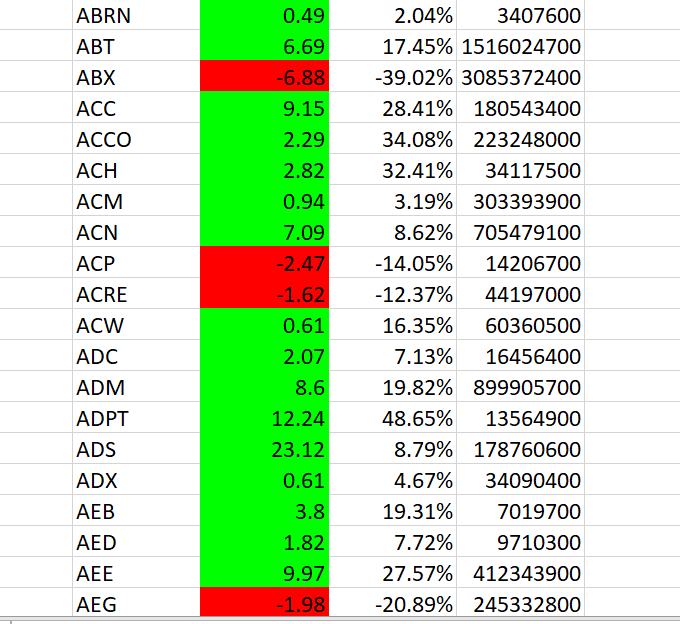 ABRN 0.49 2.04% 3407600
ABT 6.69 17.45% 1516024700
ABX -6.88 -39.02% 3085372400
ACC 9.15 28.41% 180543400
ACCO 2.29 34.08% 223248000
ACH 2.82 32.41% 34117500
ACM 0.94 3.19% 303393900
ACN 7.09 8.62% 705479100
ACP -2.47 -14.05% 14206700
ACRE -1.62 -12.37% 44197000
ACW 0.61 16.35% 60360500
ADC 2.07 7.13% 16456400
ADM 8.6 19.82% 899905700
ADPT 12.24 48.65% 13564900
ADS 23.12 8.79% 178760600
ADX 0.61 4.67% 34090400
AEB 3.8 19.31% 7019700
AED 1.82 7.72% 9710300
AEE 9.97 27.57% 412343900
AEG -1.98 -20.89% 245332800